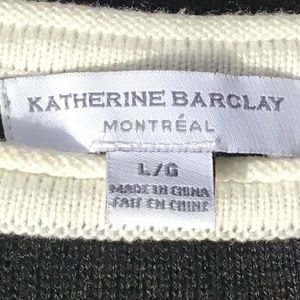 KATHERINE BARCLAY
MONTRÉAL
L/G
MADE IN CHINA
FAIT EN CHINE